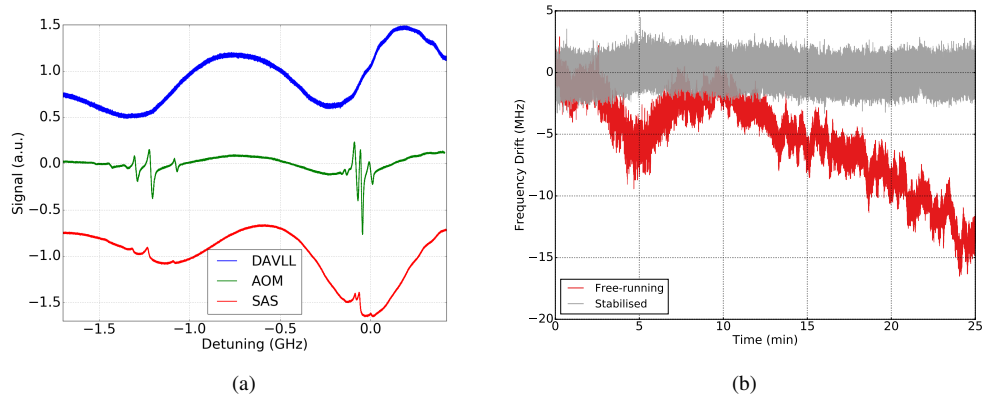 1.5
1.0
0.5
0.0
−0.5
−1.0
−1.5
Signal (a.u.)
DAVLL
AOM
SAS
−1.5 −1.0 −0.5 0.0
Detuning (GHz)
(a)
5
0
−5
−10
−15
−20
Frequency Drift (MHz)
Free-running
Stabilised
0 5 10 15 20 25
Time (min)
(b)